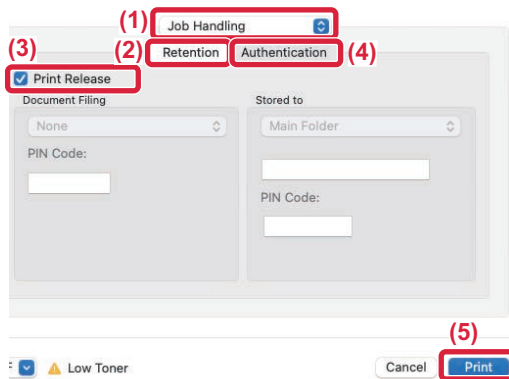 (1) Job Handling
(3) (2) Retention Authentication (4)
Print Release
Document Filing Stored to
None Main Folder
PIN Code:
PIN Code:
(5)
Low Toner Cancel Print